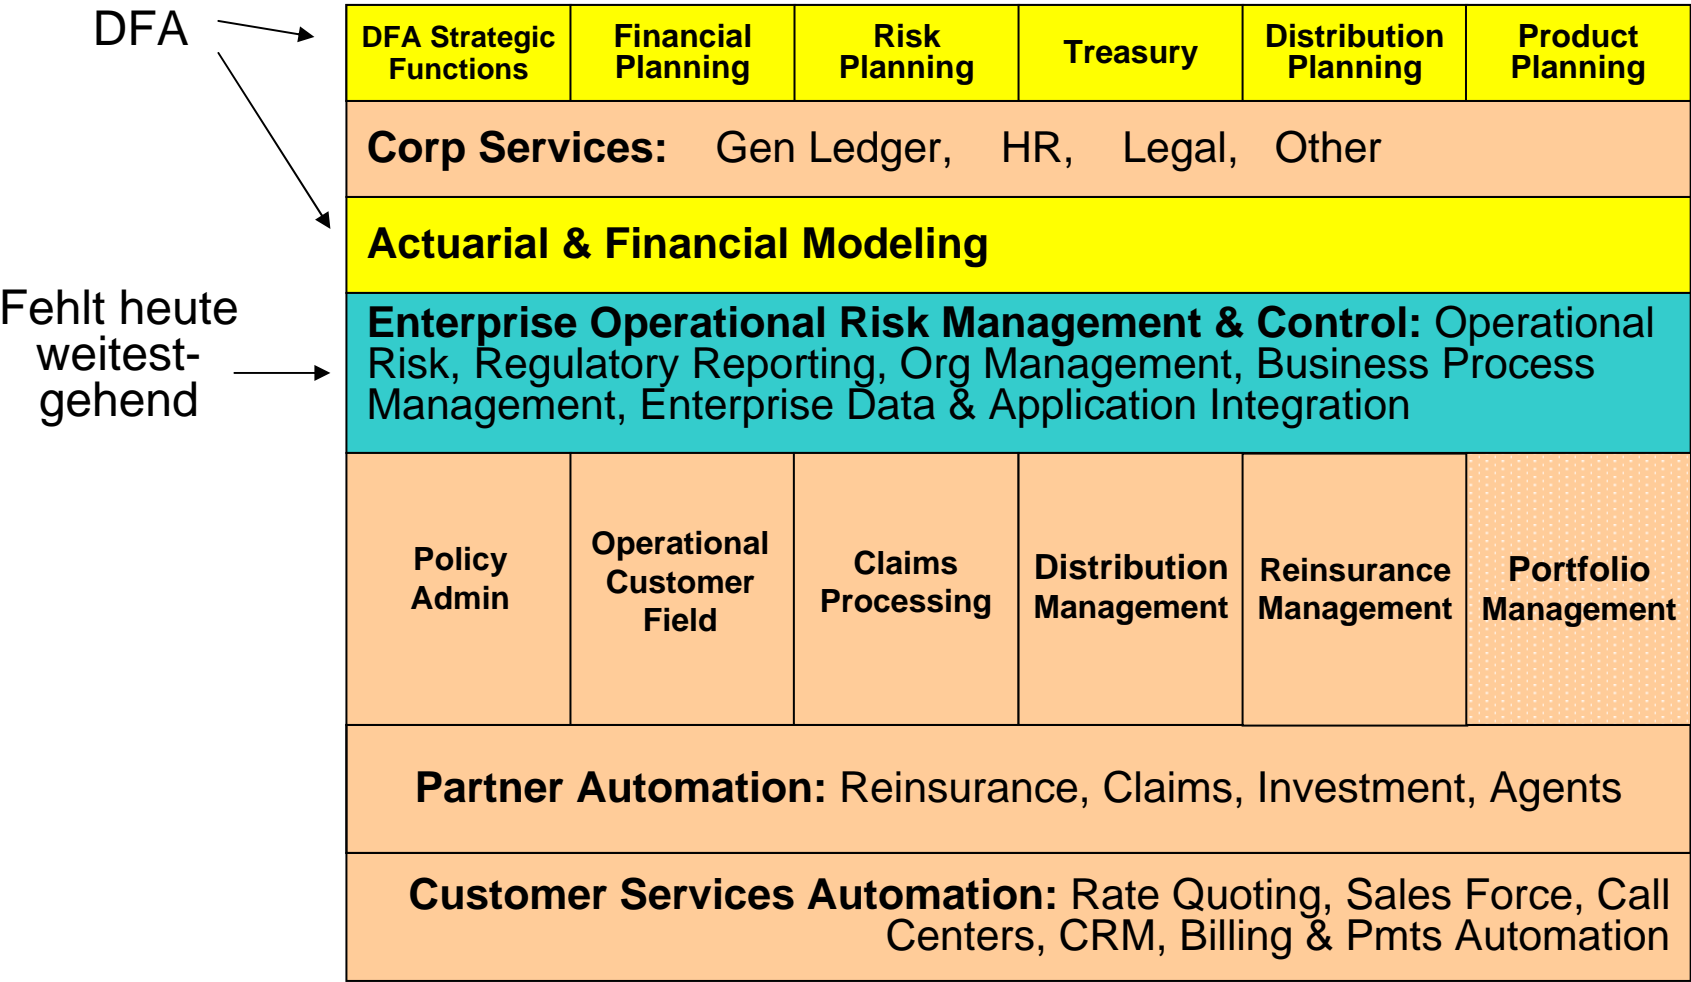 DFA
DFA Strategic
Functions
Financial
Planning
Risk
Planning
Treasury
Distribution
Planning
Product
Planning
Corp Services: Gen Ledger, HR, Legal, Other
Actuarial & Financial Modeling
Fehlt heute
weitest-
gehend
Enterprise Operational Risk Management & Control: Operational
Risk, Regulatory Reporting, Org Management, Business Process
Management, Enterprise Data & Application Integration
Policy
Admin
Operational
Customer
Field
Claims
Processing
Distribution
Management
Reinsurance
Management
Portfolio
Management
Partner Automation: Reinsurance, Claims, Investment, Agents
Customer Services Automation: Rate Quoting, Sales Force, Call
Centers, CRM, Billing & Pmts Automation